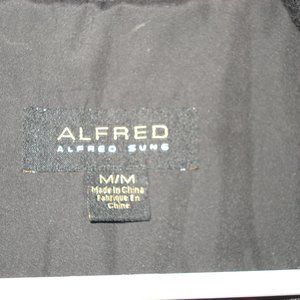 ALFRED
ALFRED SUNG
M/M
Made In China
Fabriqué En
Chine